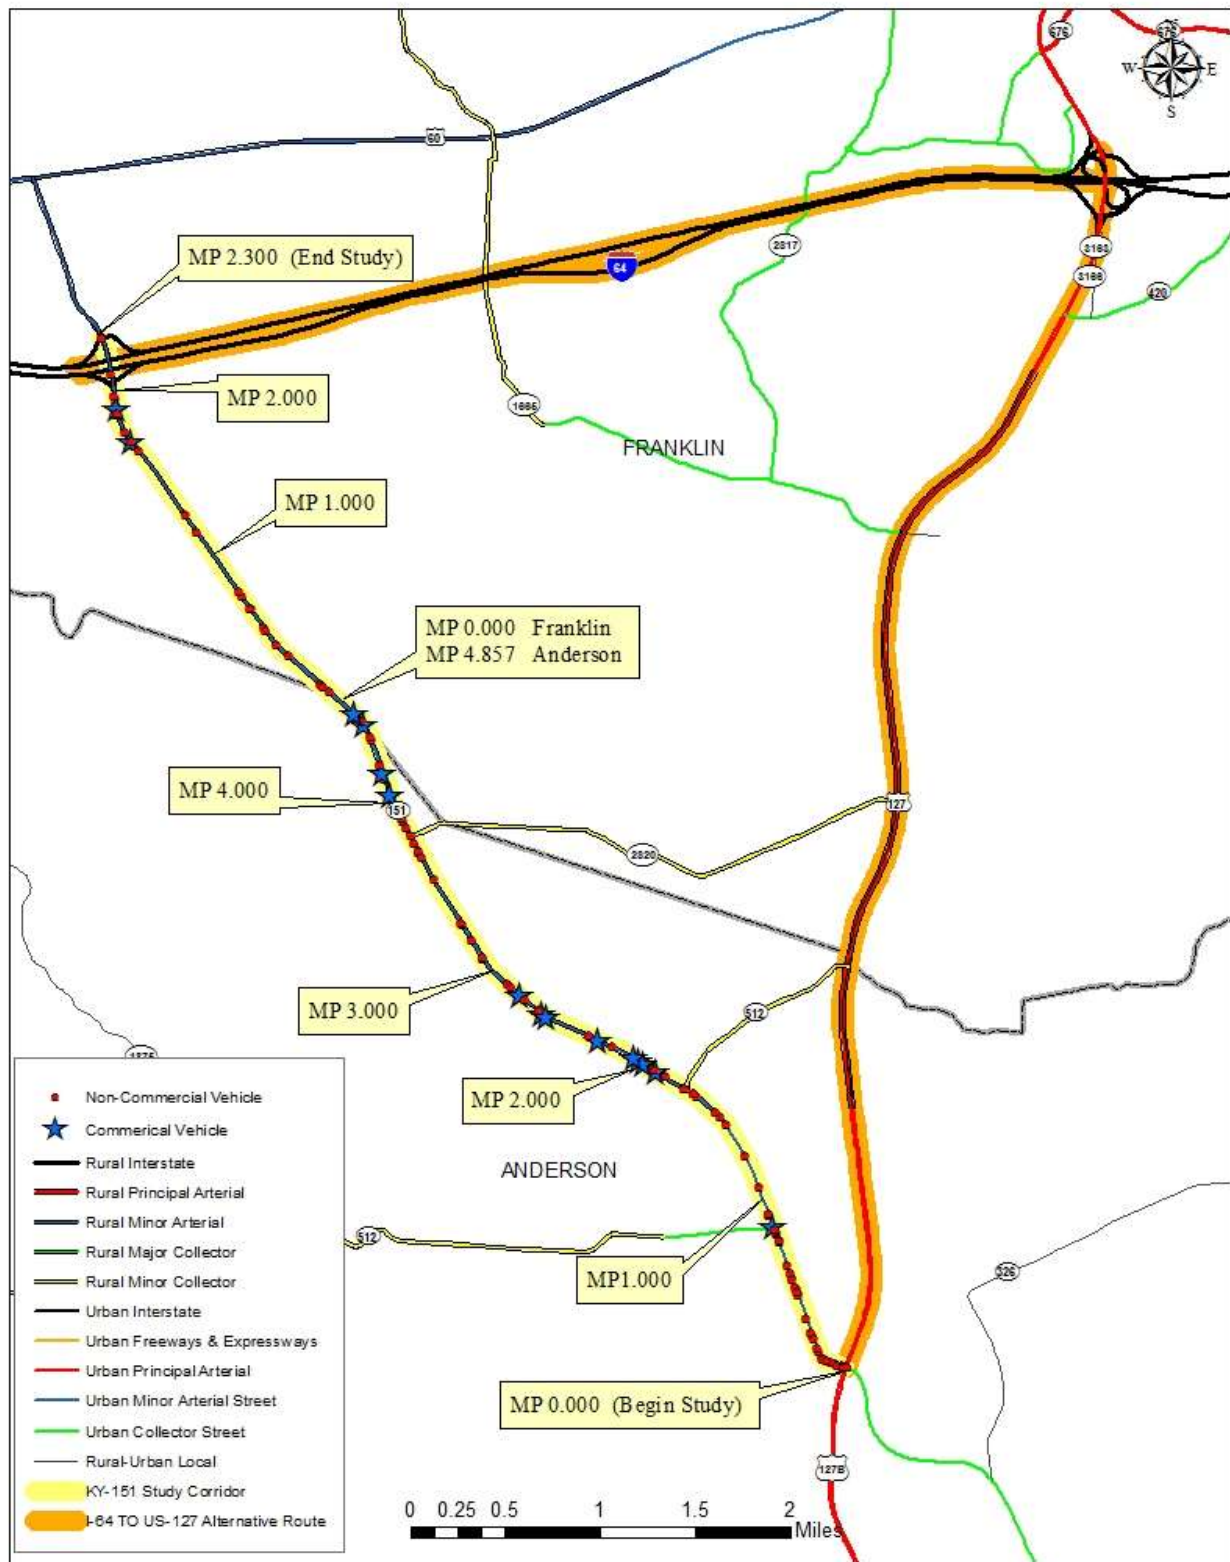 676
676
W
E
S
60
MP 2.300 (End Study)
2817
3163
64
3166
420
MP 2.000
1665
FRANKLIN
MP 1.000
MP 0.000 Franklin
MP 4.857 Anderson
MP 4.000
151
127
2820
MP 3.000
512
1875
MP 2.000
ANDERSON
512
MP1.000
326
MP 0.000 (Begin Study)
127B
Non-Commercial Vehicle
Commerical Vehicle
Rural Interstate
Rural Principal Arterial
Rural Minor Arterial
Rural Major Collector
Rural Minor Collector
Urban Interstate
Urban Freeways & Expressways
Urban Principal Arterial
Urban Minor Arterial Street
Urban Collector Street
Rural-Urban Local
KY-151 Study Corridor
I-64 TO US-127 Alternative Route
0 0.25 0.5 1 1.5 2
Miles